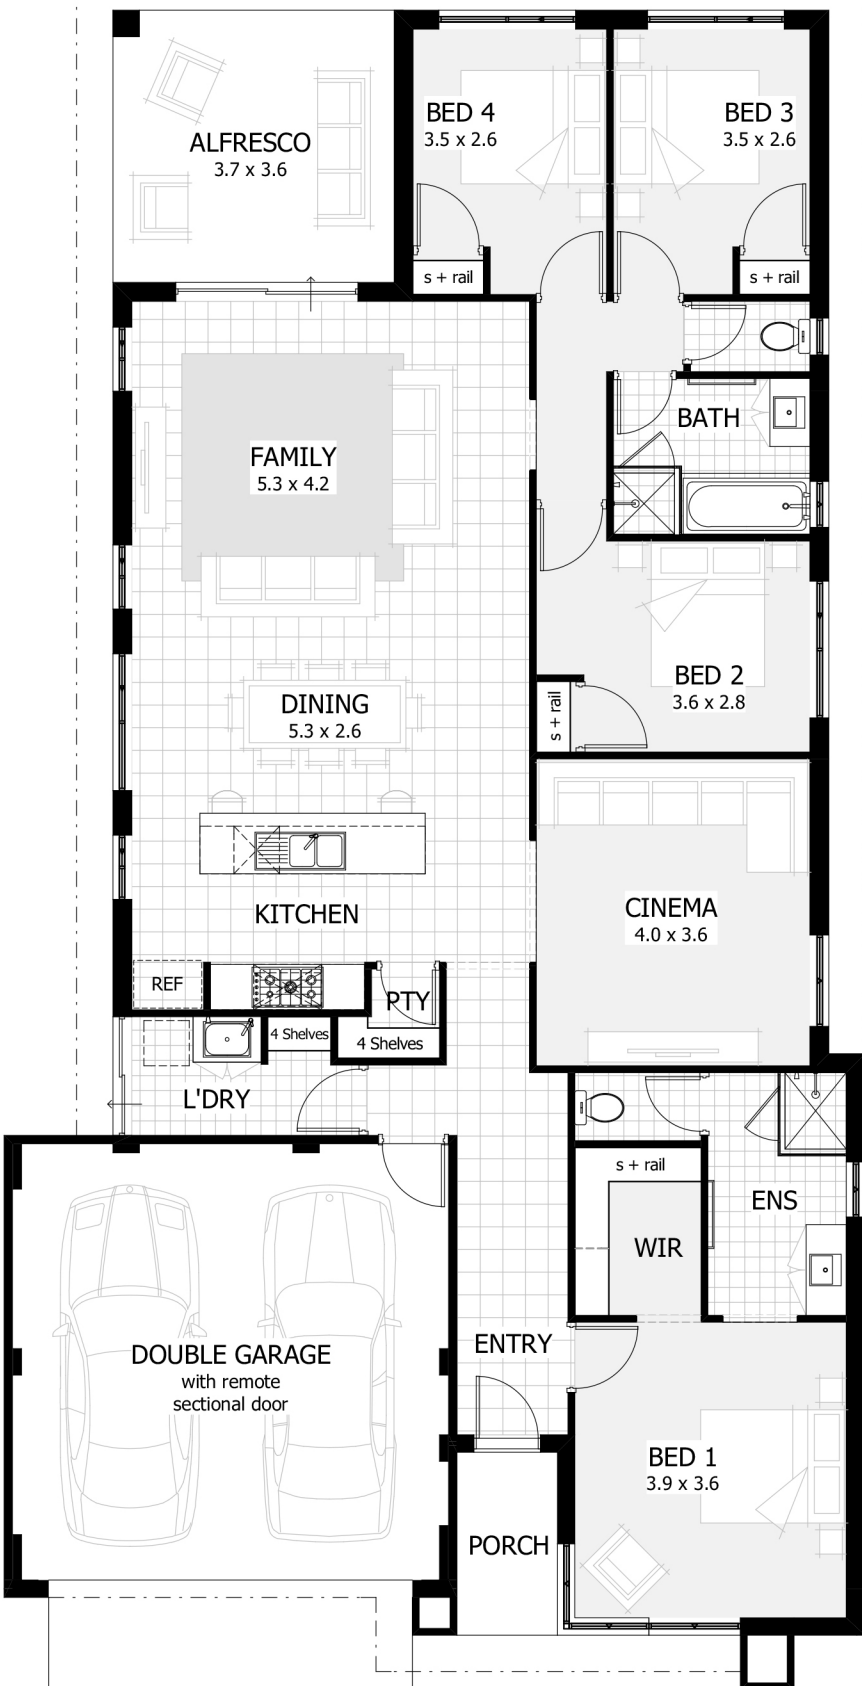 ALFRESCO
3.7 x 3.6
BED 4
3.5 x 2.6
BED 3
3.5 x 2.6
s + rail
s + rail
BATH
FAMILY
5.3 x 4.2
BED 2
3.6 x 2.8
s + rail
DINING
5.3 x 2.6
KITCHEN
CINEMA
4.0 x 3.6
REF
PTY
4 Shelves
4 Shelves
L'DRY
s + rail
ENS
WIR
ENTRY
DOUBLE GARAGE
with remote
sectional door
BED 1
3.9 x 3.6
PORCH